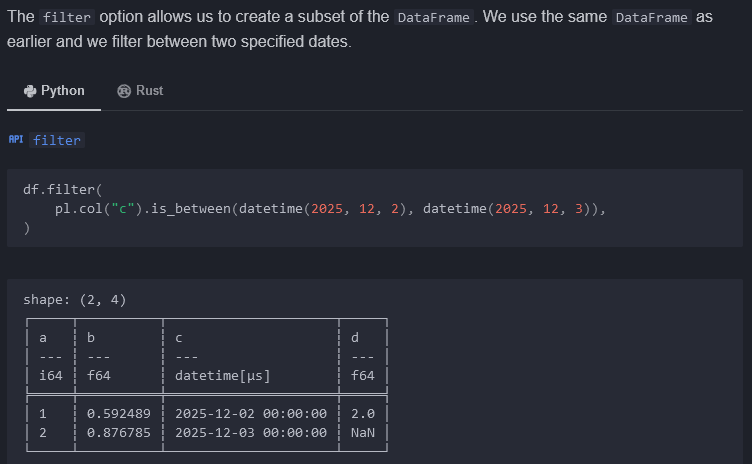 The filter option allows us to create a subset of the DataFrame. We use the same DataFrame as
earlier and we filter between two specified dates.
Python Rust
API filter
df.filter(
    pl.col("c").is_between(datetime(2025, 12, 2), datetime(2025, 12, 3)),
)
shape: (2, 4)
┌─────┬──────────┬─────────────────────┬─────┐
│ a   ┆ b        ┆ c                   ┆ d   │
│ --- ┆ ---      ┆ ---                 ┆ --- │
│ i64 ┆ f64      ┆ datetime[μs]        ┆ f64 │
╞═════╪══════════╪═════════════════════╪═════╡
│ 1   ┆ 0.592489 ┆ 2025-12-02 00:00:00 ┆ 2.0 │
│ 2   ┆ 0.876785 ┆ 2025-12-03 00:00:00 ┆ NaN │
└─────┴──────────┴─────────────────────┴─────┘